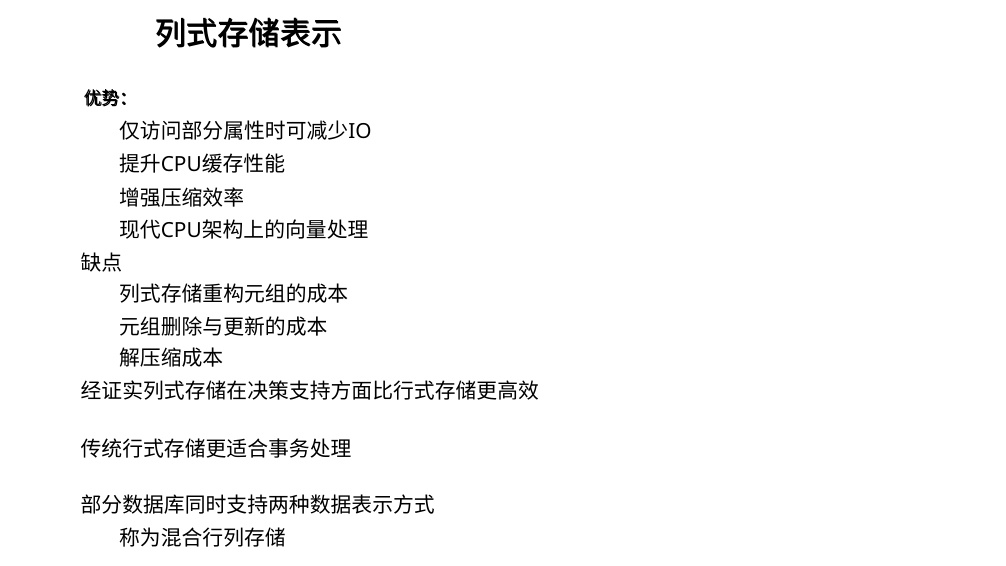 列式存储表示
优势：
仅访问部分属性时可减少IO
提升CPU缓存性能
增强压缩效率
现代CPU架构上的向量处理
缺点
列式存储重构元组的成本
元组删除与更新的成本
解压缩成本
经证实列式存储在决策支持方面比行式存储更高效
传统行式存储更适合事务处理
部分数据库同时支持两种数据表示方式
称为混合行列存储